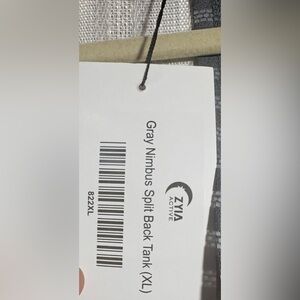 ZYIA
ACTIVE
Gray Nimbus Split Back Tank (XL)
822XL